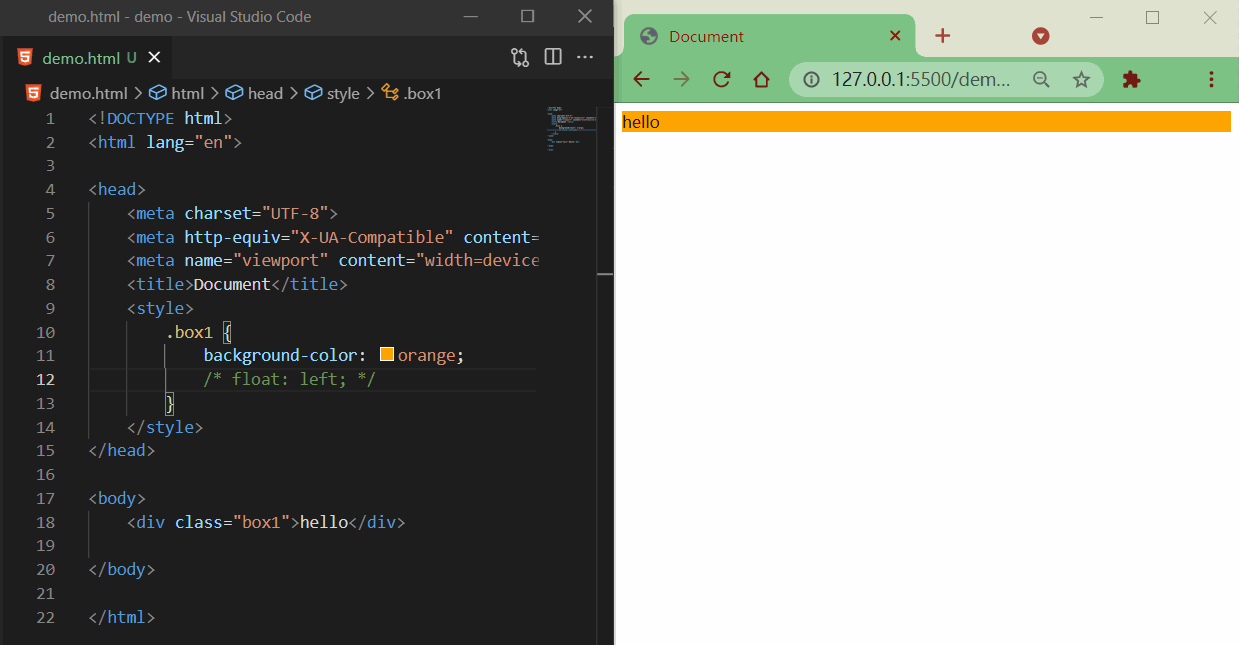 demo.html - demo - Visual Studio Code
demo.html U
demo.html > html > head > style > .box1
1 <!DOCTYPE html>
2 <html lang="en">
3
4 <head>
5 <meta charset="UTF-8">
6 <meta http-equiv="X-UA-Compatible" content=
7 <meta name="viewport" content="width=device
8 <title>Document</title>
9 <style>
10 .box1 {
11 background-color: orange;
12 /* float: left; */
13 }
14 </style>
15 </head>
16
17 <body>
18 <div class="box1">hello</div>
19
20 </body>
21
22 </html>
Document
127.0.0.1:5500/dem...
hello